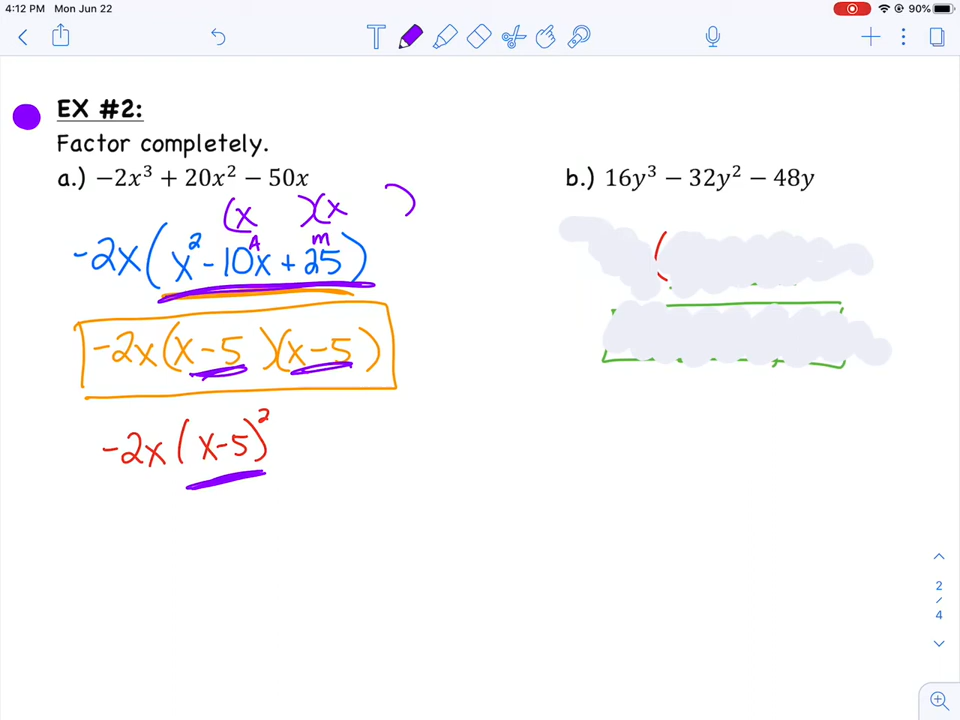 4:12 PM Mon Jun 22
90%
T
EX #2:
Factor completely.
a.) −2x³ + 20x² − 50x
b.) 16y³ − 32y² − 48y
(x )(x )
A m
-2x(x² - 10x + 25)
(
-2x(x-5)(x-5)
-2x(x-5)²
2
/
4